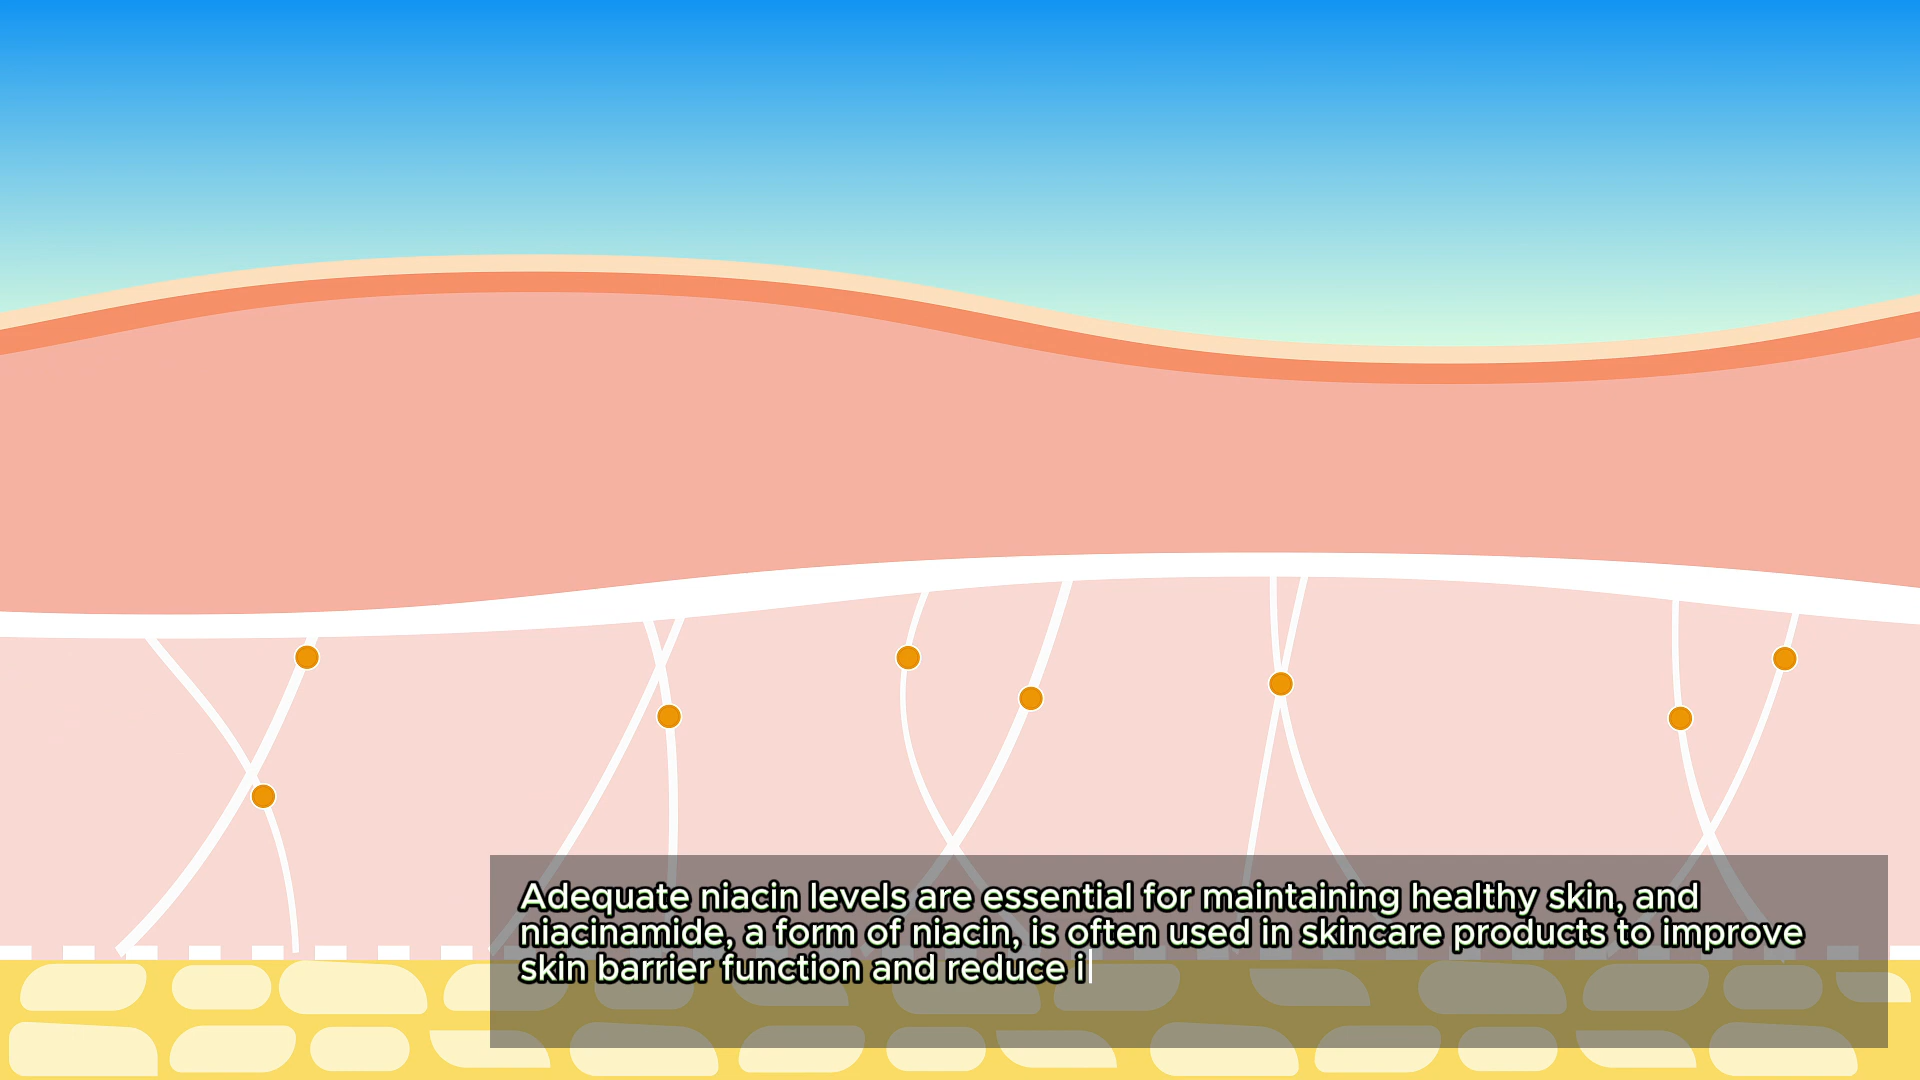 Adequate niacin levels are essential for maintaining healthy skin, and
niacinamide, a form of niacin, is often used in skincare products to improve
skin barrier function and reduce i